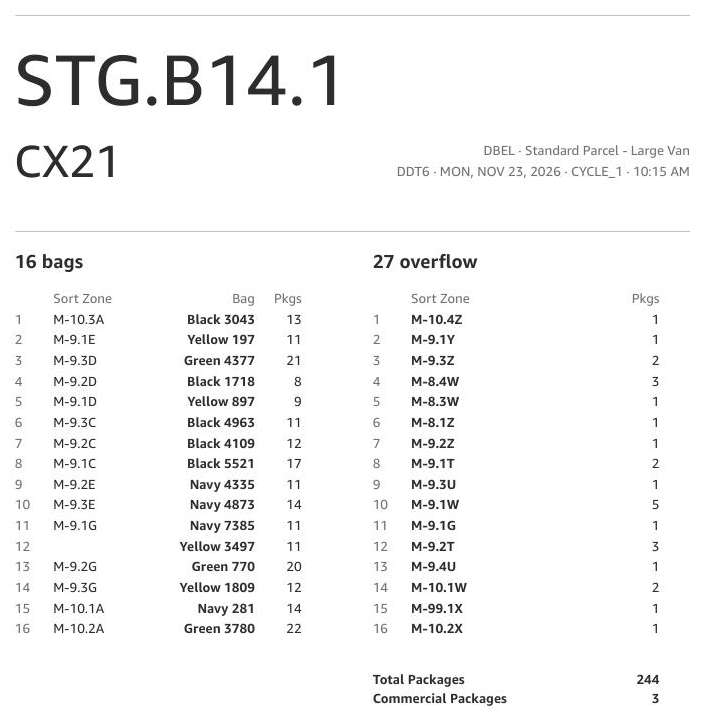 STG.B14.1
CX21
DBEL · Standard Parcel - Large Van
DDT6 · MON, NOV 23, 2026 · CYCLE_1 · 10:15 AM
16 bags
Sort Zone Bag Pkgs
1 M-10.3A Black 3043 13
2 M-9.1E Yellow 197 11
3 M-9.3D Green 4377 21
4 M-9.2D Black 1718 8
5 M-9.1D Yellow 897 9
6 M-9.3C Black 4963 11
7 M-9.2C Black 4109 12
8 M-9.1C Black 5521 17
9 M-9.2E Navy 4335 11
10 M-9.3E Navy 4873 14
11 M-9.1G Navy 7385 11
12 Yellow 3497 11
13 M-9.2G Green 770 20
14 M-9.3G Yellow 1809 12
15 M-10.1A Navy 281 14
16 M-10.2A Green 3780 22
27 overflow
Sort Zone Pkgs
1 M-10.4Z 1
2 M-9.1Y 1
3 M-9.3Z 2
4 M-8.4W 3
5 M-8.3W 1
6 M-8.1Z 1
7 M-9.2Z 1
8 M-9.1T 2
9 M-9.3U 1
10 M-9.1W 5
11 M-9.1G 1
12 M-9.2T 3
13 M-9.4U 1
14 M-10.1W 2
15 M-99.1X 1
16 M-10.2X 1
Total Packages 244
Commercial Packages 3